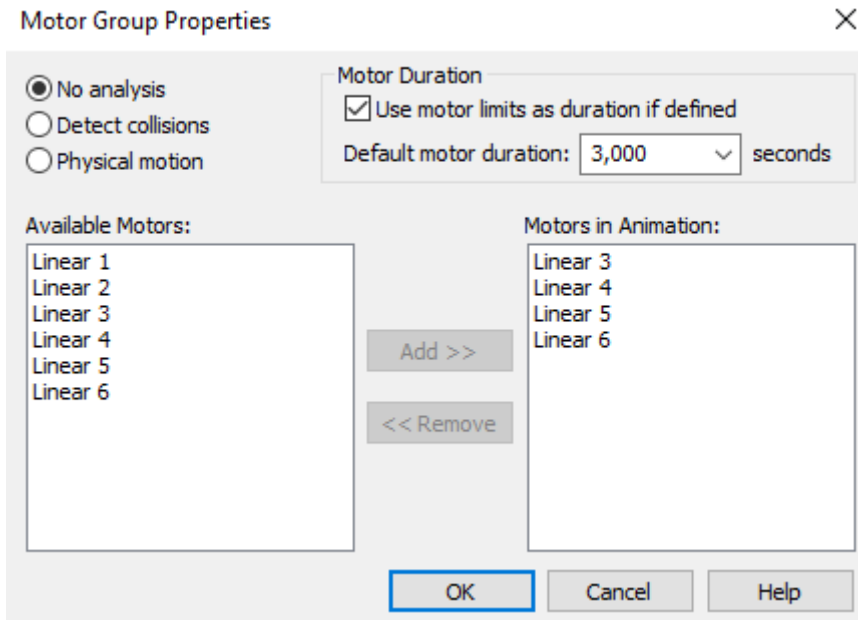 Motor Group Properties
No analysis
Detect collisions
Physical motion
Motor Duration
Use motor limits as duration if defined
Default motor duration: 3,000 seconds
Available Motors:
Linear 1
Linear 2
Linear 3
Linear 4
Linear 5
Linear 6
Add >>
<< Remove
Motors in Animation:
Linear 3
Linear 4
Linear 5
Linear 6
OK Cancel Help